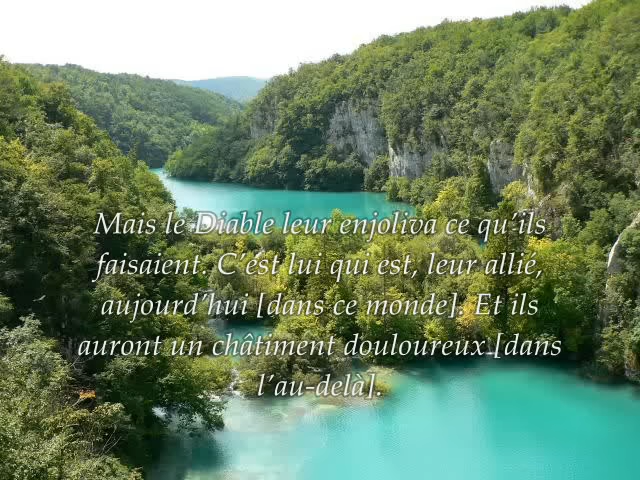 Mais le Diable leur enjoliva ce qu'ils
faisaient. C'est lui qui est, leur allié,
aujourd'hui [dans ce monde]. Et ils
auront un châtiment douloureux [dans
l'au-delà].